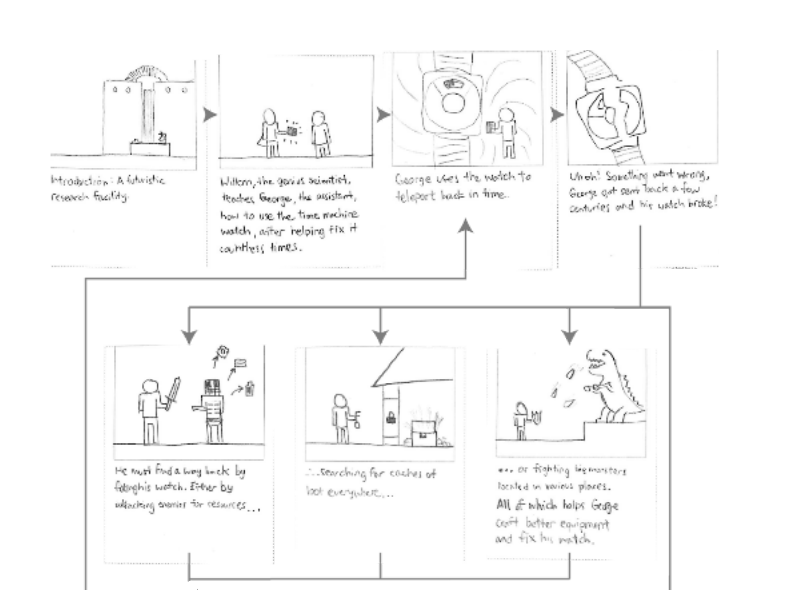 Introduction: A futuristic
research facility.
Willem, the genius scientist,
teaches George, the assistant,
how to use the time machine
watch, after helping fix it
countless times.
George uses the watch to
teleport back in time.
Uh oh! Something went wrong,
George got sent back a few
centuries and his watch broke!
He must find a way back by
his watch. Either by
attacking enemies for resources...
...searching for caches of
loot everywhere...
... or fighting big monsters
located in various places.
All of which helps George
craft better equipment
and fix his watch.